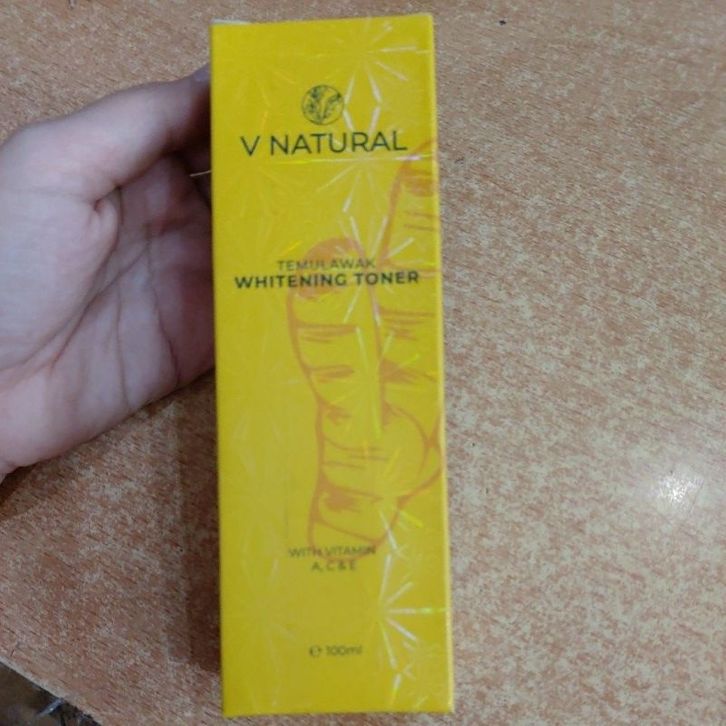 V NATURAL
TEMULAWAK
WHITENING TONER
WITH VITAMIN
A, C & E
℮ 100ml